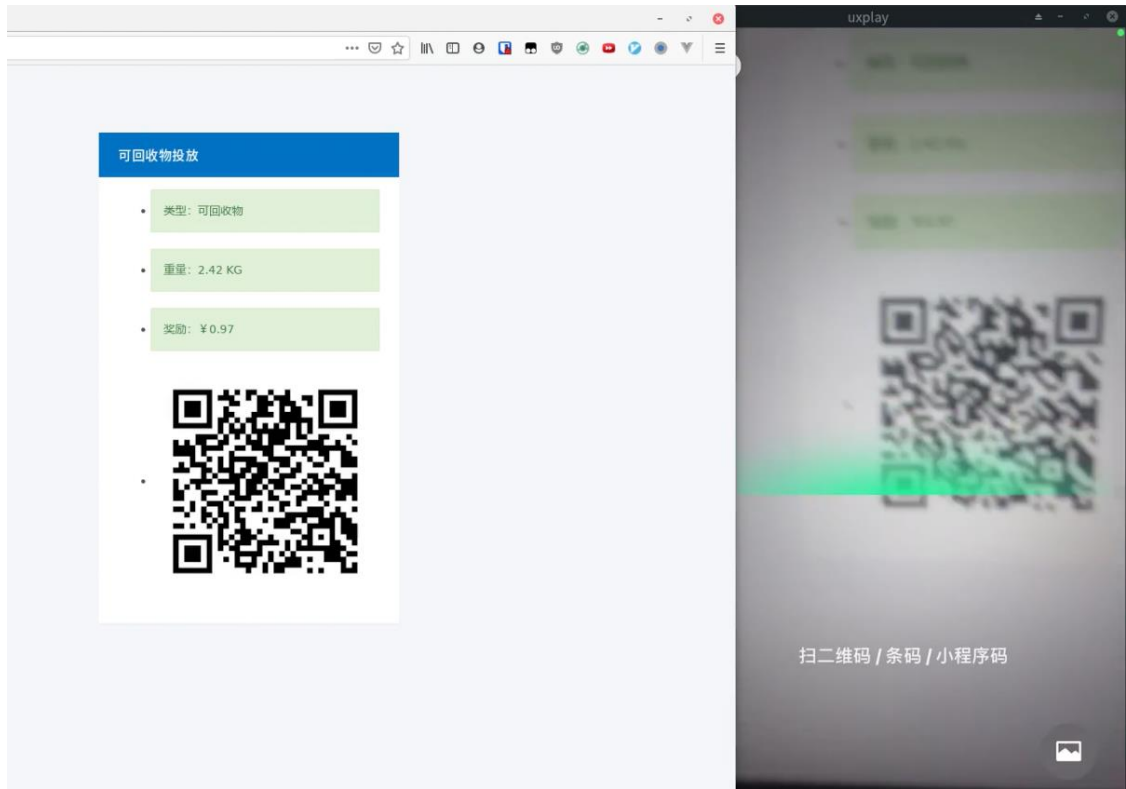 uxplay
可回收物投放
类型：可回收物
重量：2.42 KG
奖励：￥0.97
扫二维码 / 条码 / 小程序码